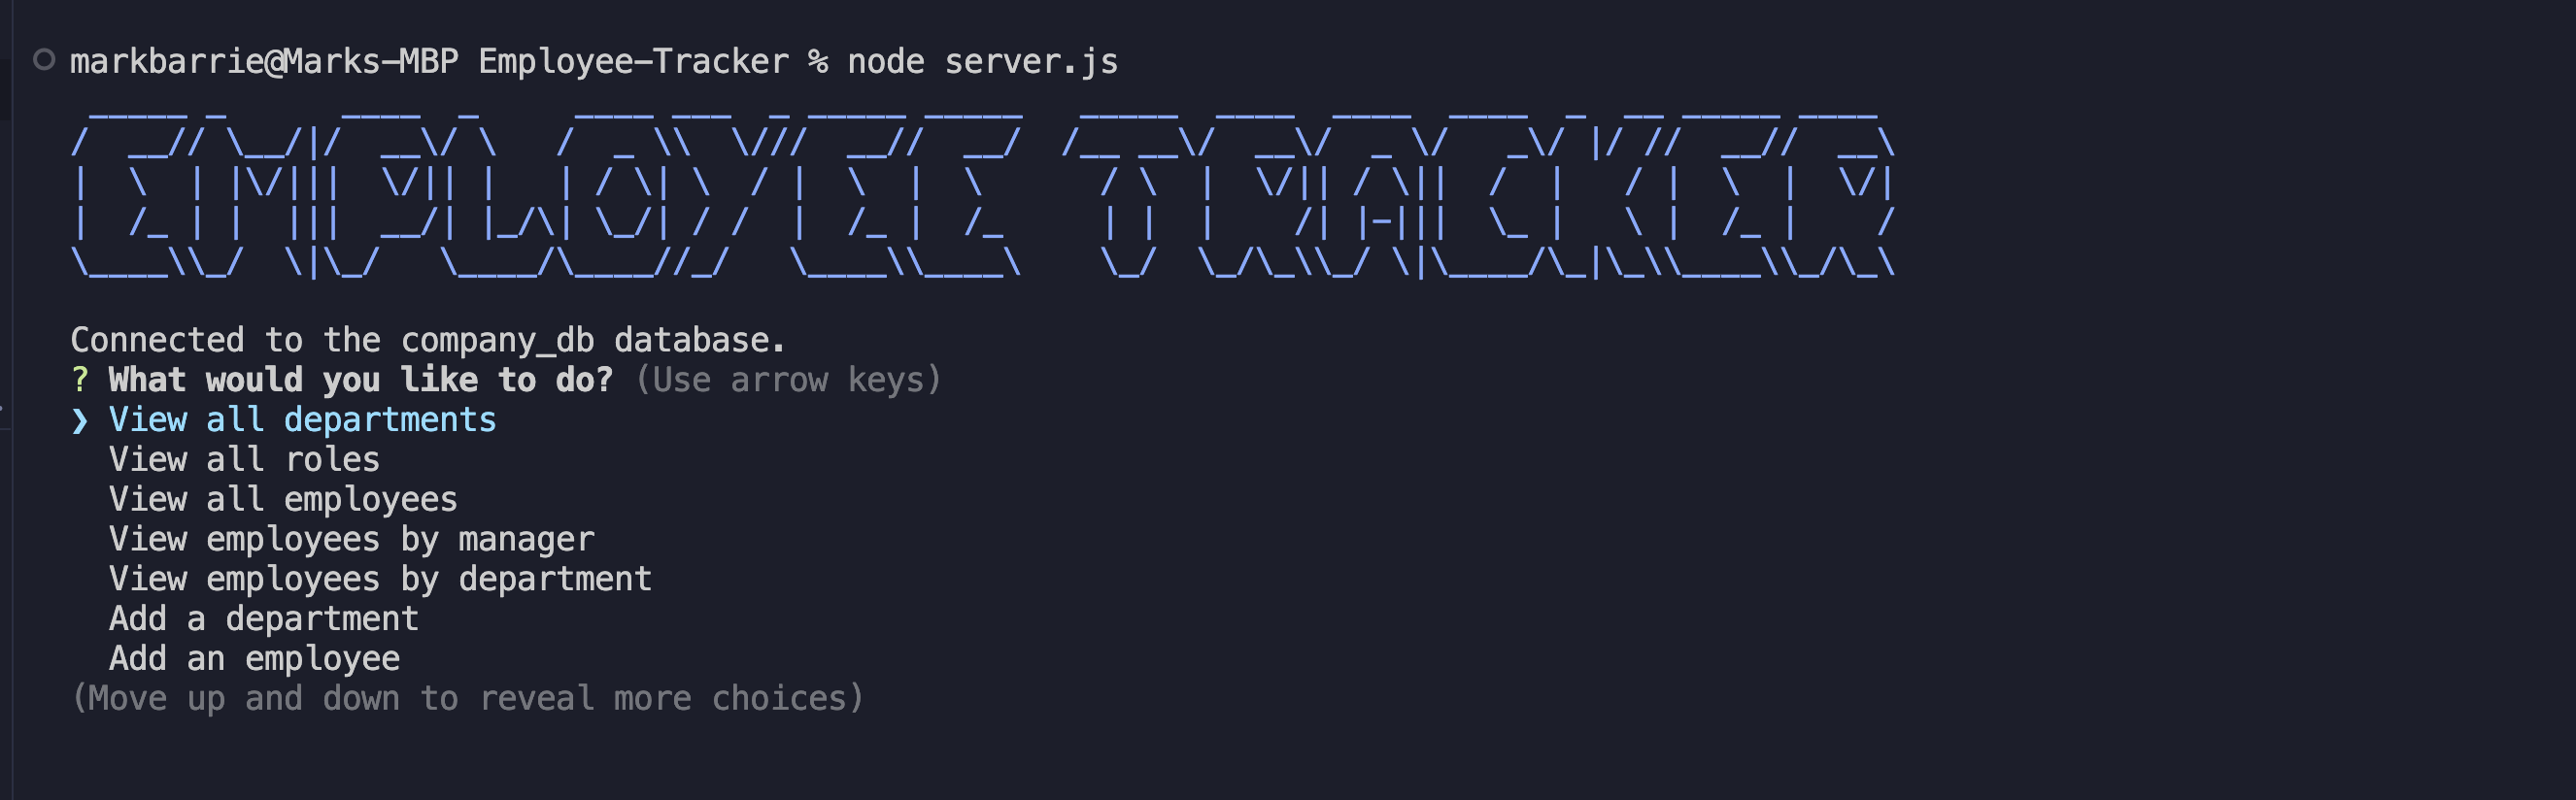 markbarrie@Marks-MBP Employee-Tracker % node server.js
EMPLOYEE TRACKER
Connected to the company_db database.
? What would you like to do? (Use arrow keys)
❯ View all departments
View all roles
View all employees
View employees by manager
View employees by department
Add a department
Add an employee
(Move up and down to reveal more choices)